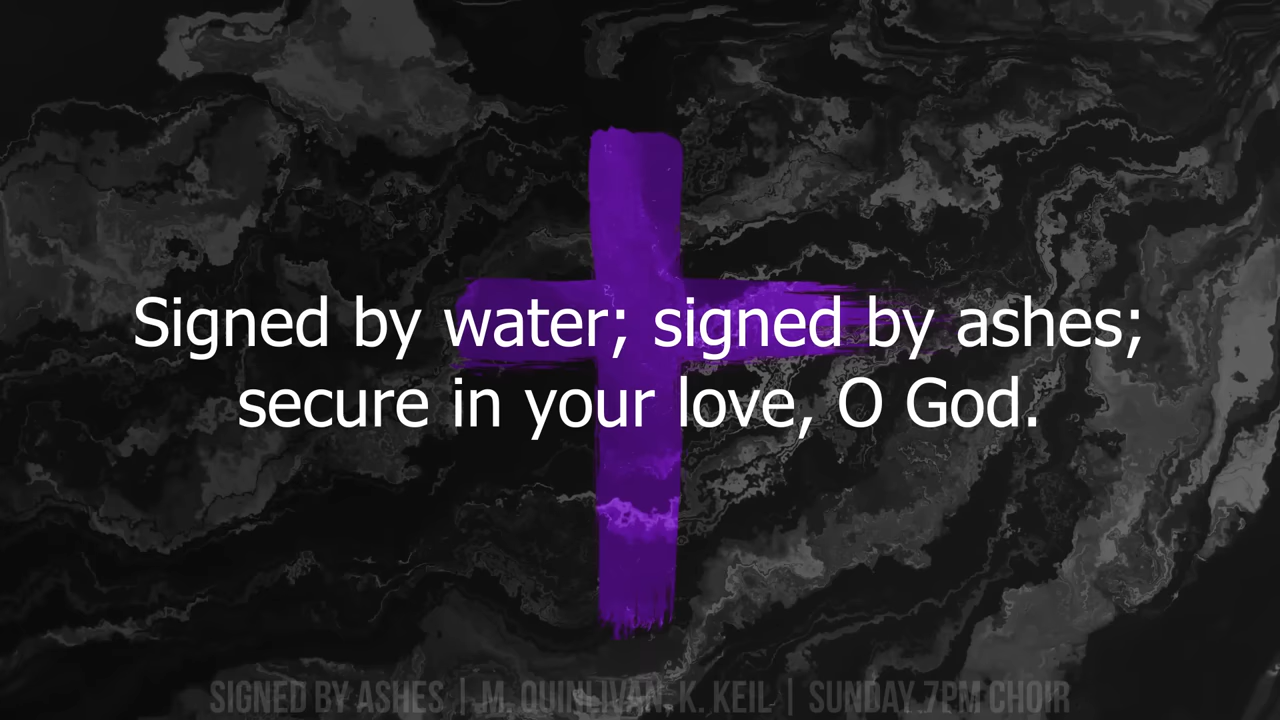 Signed by water; signed by ashes;
secure in your love, O God.
SIGNED BY ASHES | M. QUINLIVAN, K. KEIL | SUNDAY 7PM CHOIR